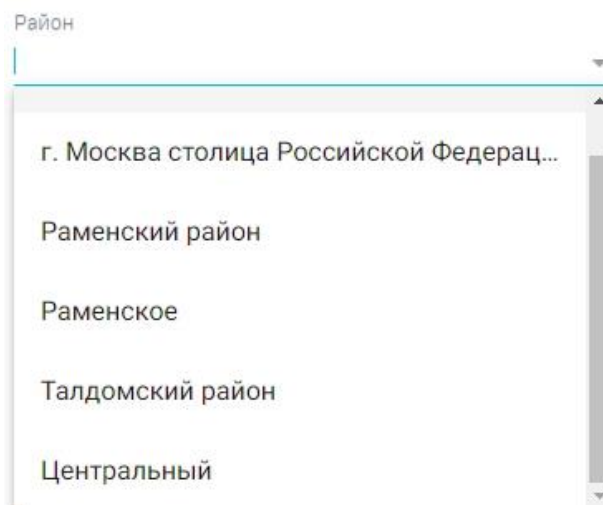 Район
г. Москва столица Российской Федерац...
Раменский район
Раменское
Талдомский район
Центральный